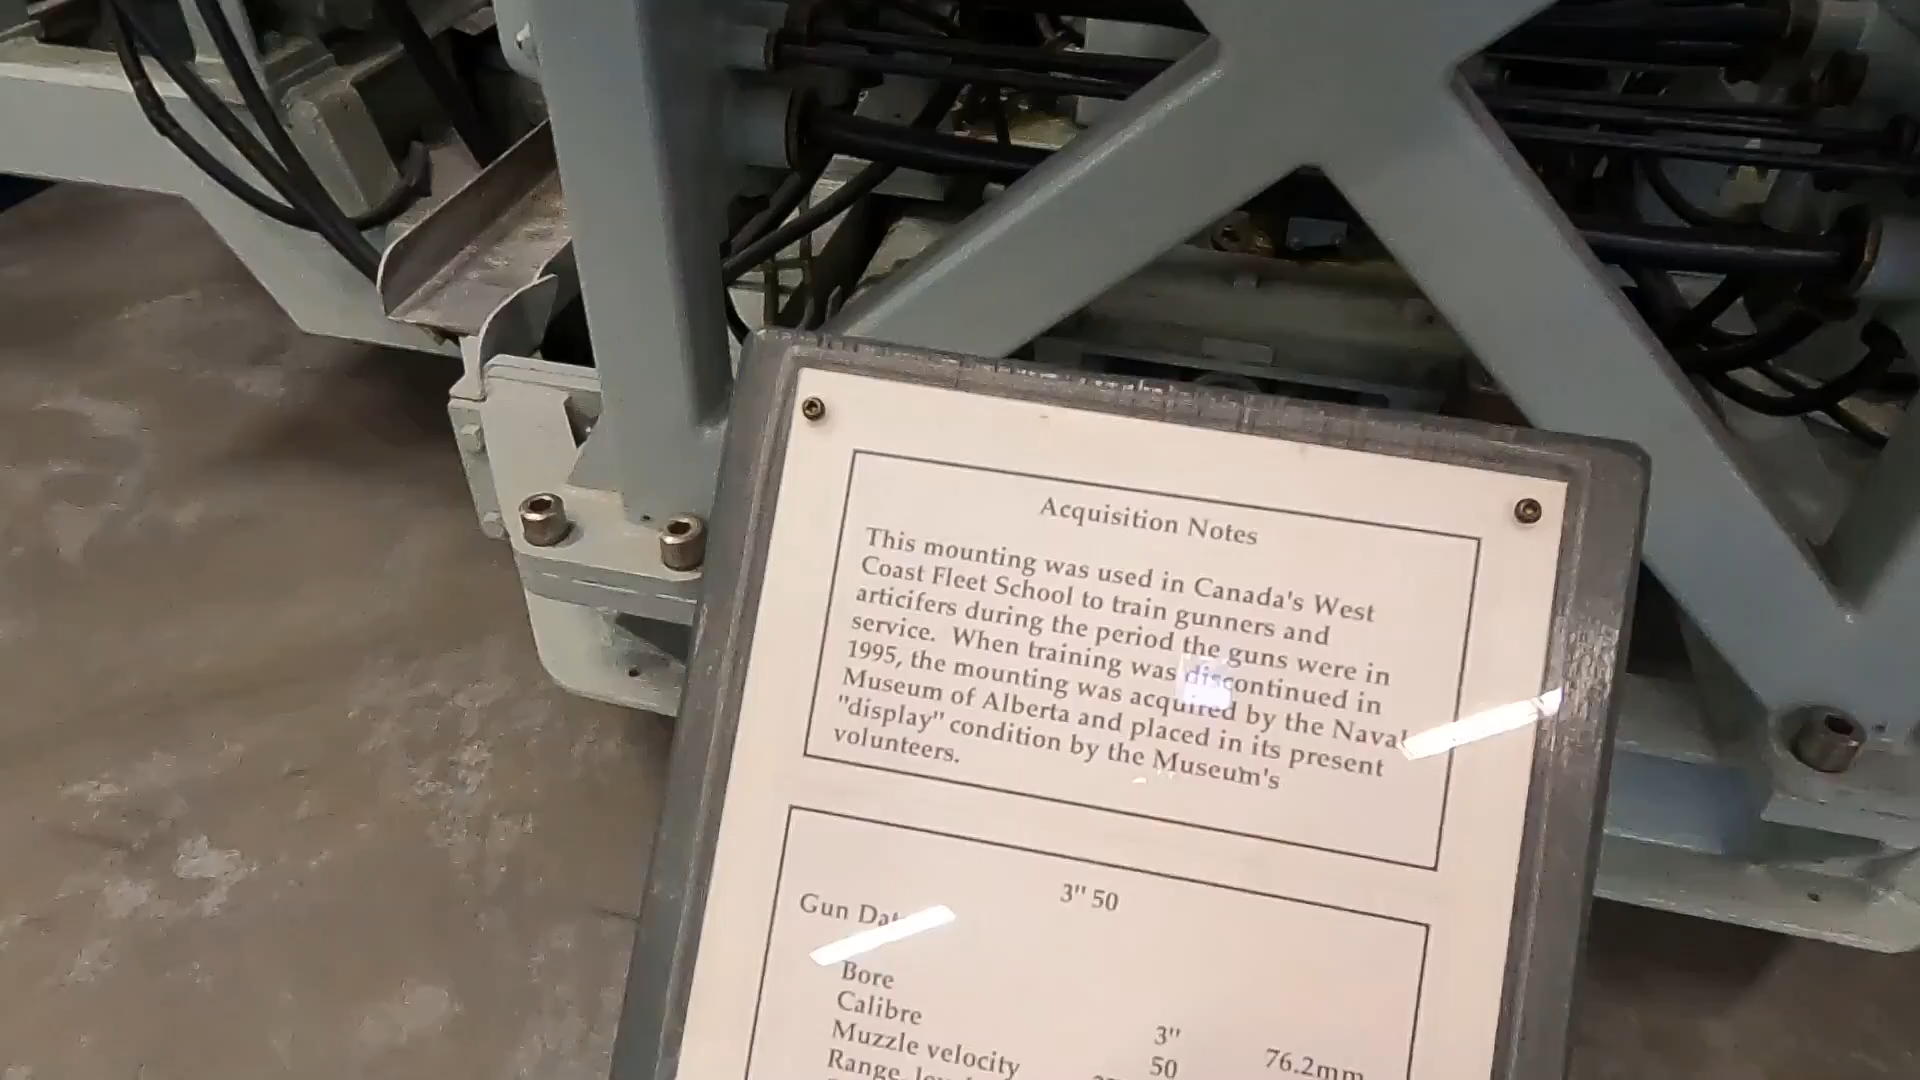 Acquisition Notes
This mounting was used in Canada's West
Coast Fleet School to train gunners and
articifers during the period the guns were in
service. When training was discontinued in
1995, the mounting was acquired by the Naval
Museum of Alberta and placed in its present
"display" condition by the Museum's
volunteers.
3" 50
Gun
Bore 3" 76.2mm
Calibre 50
Muzzle velocity
Range,